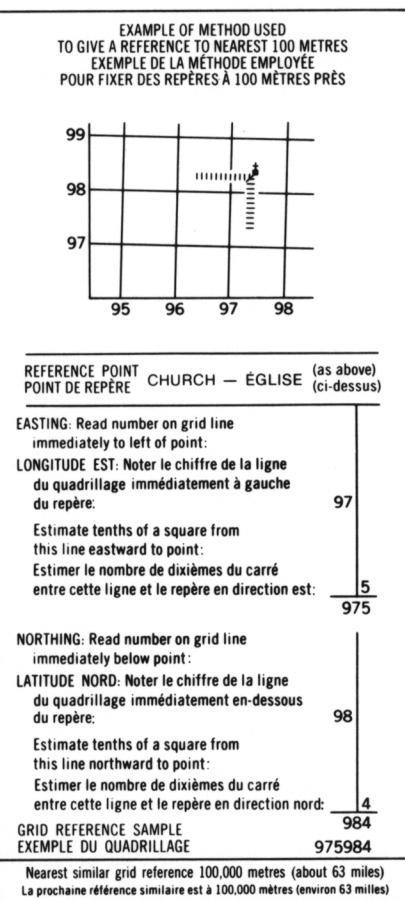 EXAMPLE OF METHOD USED
TO GIVE A REFERENCE TO NEAREST 100 METRES
EXEMPLE DE LA MÉTHODE EMPLOYÉE
POUR FIXER DES REPÈRES À 100 MÈTRES PRÈS
99
98
97
95 96 97 98
REFERENCE POINT
POINT DE REPÈRE CHURCH — ÉGLISE (as above)
(ci-dessus)
EASTING: Read number on grid line
immediately to left of point:
LONGITUDE EST: Noter le chiffre de la ligne
du quadrillage immédiatement à gauche
du repère: 97
Estimate tenths of a square from
this line eastward to point:
Estimer le nombre de dixièmes du carré
entre cette ligne et le repère en direction est: 5
975
NORTHING: Read number on grid line
immediately below point:
LATITUDE NORD: Noter le chiffre de la ligne
du quadrillage immédiatement en-dessous
du repère: 98
Estimate tenths of a square from
this line northward to point:
Estimer le nombre de dixièmes du carré
entre cette ligne et le repère en direction nord: 4
984
GRID REFERENCE SAMPLE
EXEMPLE DU QUADRILLAGE 975984
Nearest similar grid reference 100,000 metres (about 63 miles)
La prochaine référence similaire est à 100,000 mètres (environ 63 milles)